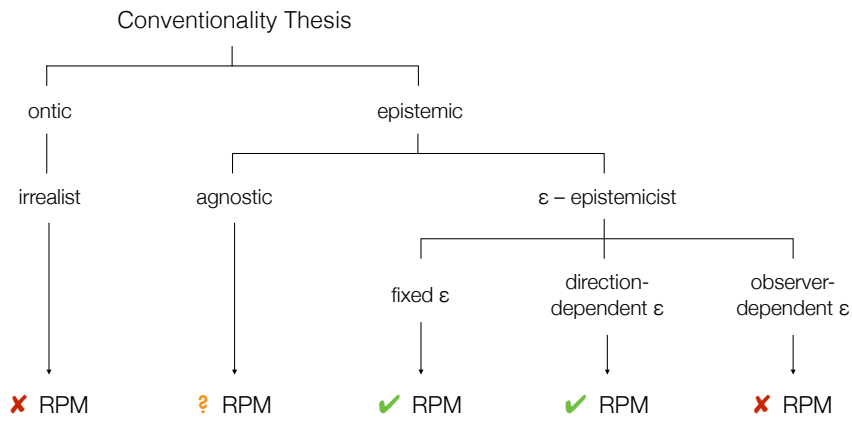 Conventionality Thesis
ontic epistemic
irrealist agnostic ε – epistemicist
fixed ε
direction-
dependent ε
observer-
dependent ε
✘ RPM ? RPM ✔ RPM ✔ RPM ✘ RPM